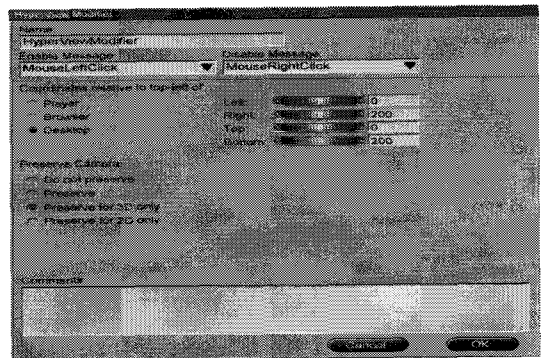 Hyper View Modifier
Name
HyperViewModifier
Enable Message: Disable Message:
MouseLeftClick MouseRightClick
Coordinates relative to top-left of:
Player Left: 0
Browser Right: 200
Desktop Top: 0
Bottom: 200
Preserve Camera:
Do not preserve
Preserve
Preserve for 3D only
Preserve for 2D only
Comments
Cancel OK